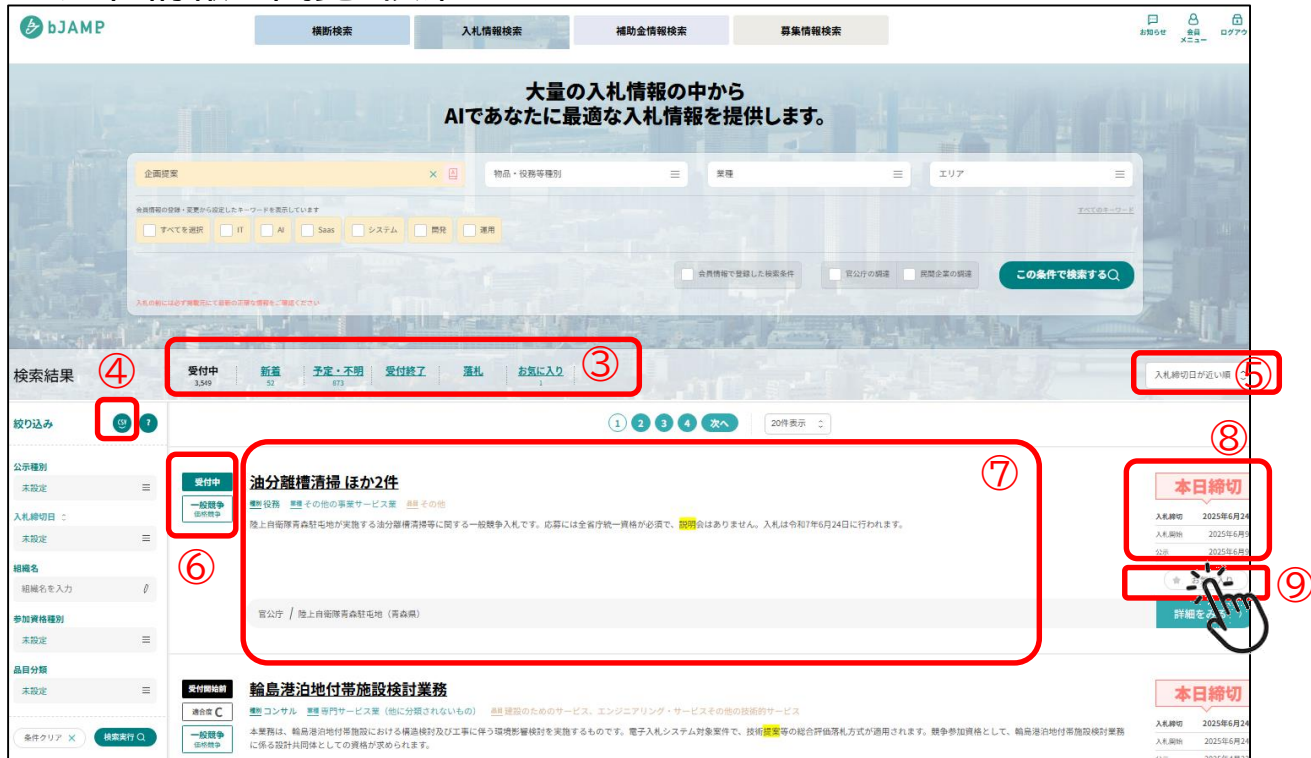 bJAMP
横断検索
入札情報検索
補助金情報検索
募集情報検索
お知らせ
会員
メニュー
ログアウ
大量の入札情報の中から
AIであなたに最適な入札情報を提供します。
企画提案
物品・役務等種別
業種
エリア
会員情報の登録・変更から設定したキーワードを表示しています
すべてのキーワード
すべてを選択
IT
AI
Saas
システム
開発
運用
会員情報で登録した検索条件
官公庁の調達
民間企業の調達
この条件で検索する
検索結果
④
受付中
3,549
新着
52
予定・不明
873
受付終了
落札
お気に入り
1
③
入札締切日が近い順
⑤
絞り込み
CSV
?
1 2 3 4 次へ
20件表示
公示種別
未設定
入札締切日
未設定
組織名
組織名を入力
参加資格種別
未設定
品目分類
未設定
条件クリア ×
検索実行
受付中
一般競争
価格競争
⑥
油分離槽清掃 ほか2件
種別 役務 業種 その他の事業サービス業 品目 その他
陸上自衛隊青森駐屯地が実施する油分離槽清掃等に関する一般競争入札です。応募には全省庁統一資格が必須で、説明会はありません。入札は令和7年6月24日に行われます。
官公庁 / 陸上自衛隊青森駐屯地（青森県）
⑦
⑧
本日締切
入札締切 2025年6月24
入札開始 2025年6月9
公示 2025年6月9
⑨
詳細をみる
受付開始前
適合度 C
一般競争
価格競争
輪島港泊地付帯施設検討業務
種別 コンサル 業種 専門サービス業（他に分類されないもの） 品目 建設のためのサービス、エンジニアリング・サービスその他の技術的サービス
本業務は、輪島港泊地付帯施設における構造検討及び工事に伴う環境影響検討を実施するものです。電子入札システム対象案件で、技術提案等の総合評価落札方式が適用されます。競争参加資格として、輪島港泊地付帯施設検討業務
に係る設計共同体としての資格が求められます。
本日締切
入札締切 2025年6月24
入札開始 2025年6月24